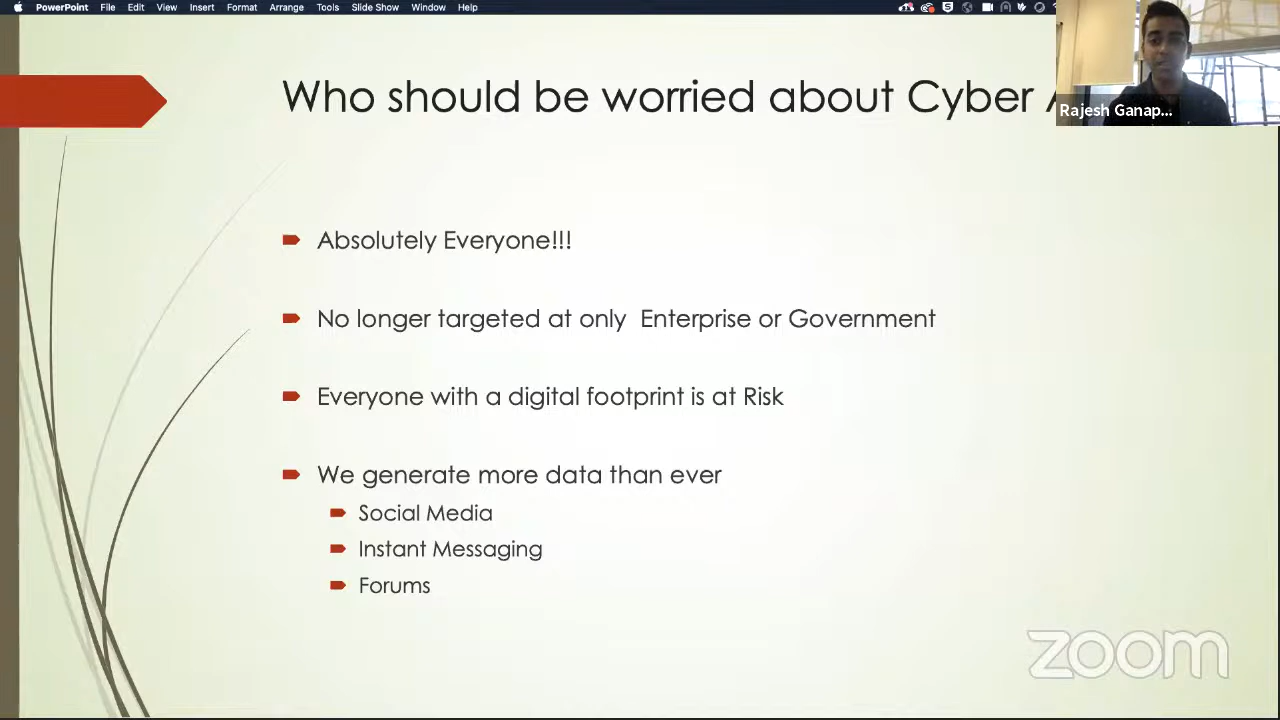 PowerPoint File Edit View Insert Format Arrange Tools Slide Show Window Help
Who should be worried about Cyber
Rajesh Ganap...
Absolutely Everyone!!!
No longer targeted at only Enterprise or Government
Everyone with a digital footprint is at Risk
We generate more data than ever
Social Media
Instant Messaging
Forums
zoom